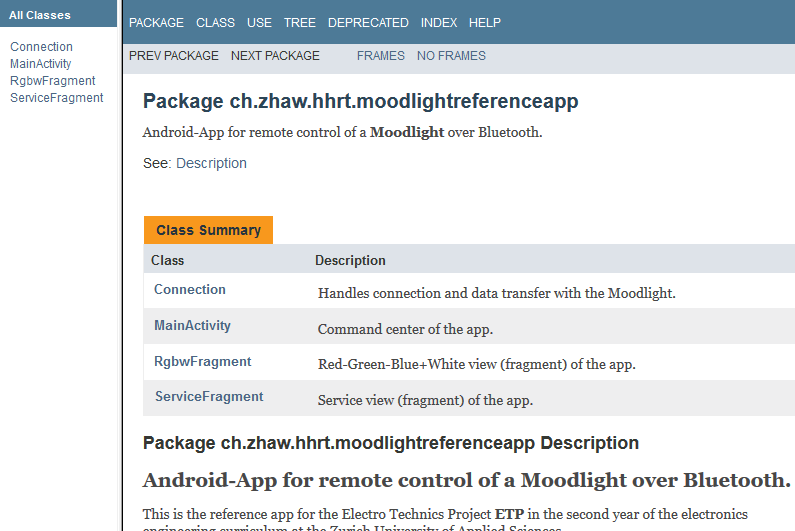 All Classes
Connection
MainActivity
RgbwFragment
ServiceFragment
PACKAGE CLASS USE TREE DEPRECATED INDEX HELP
PREV PACKAGE NEXT PACKAGE FRAMES NO FRAMES
Package ch.zhaw.hhrt.moodlightreferenceapp
Android-App for remote control of a Moodlight over Bluetooth.
See: Description
Class Summary
Class Description
Connection Handles connection and data transfer with the Moodlight.
MainActivity Command center of the app.
RgbwFragment Red-Green-Blue+White view (fragment) of the app.
ServiceFragment Service view (fragment) of the app.
Package ch.zhaw.hhrt.moodlightreferenceapp Description
Android-App for remote control of a Moodlight over Bluetooth.
This is the reference app for the Electro Technics Project ETP in the second year of the electronics
engineering curriculum at the Zurich University of Applied Sciences.